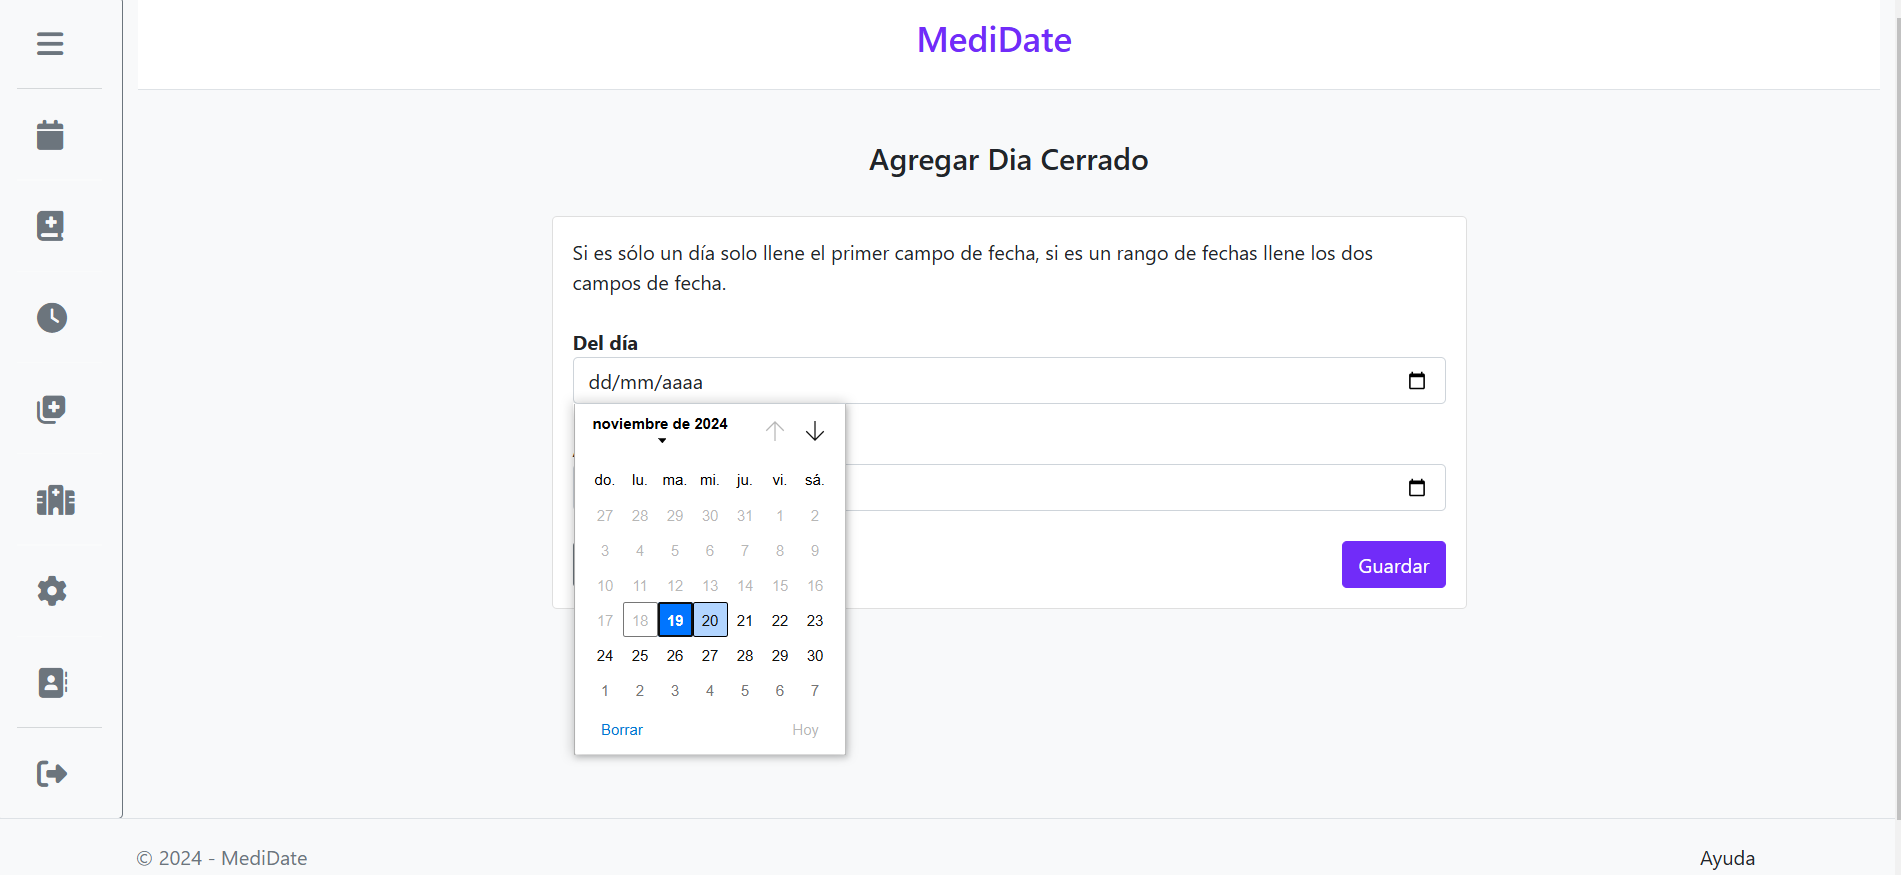 MediDate
Agregar Dia Cerrado
Si es sólo un día solo llene el primer campo de fecha, si es un rango de fechas llene los dos
campos de fecha.
Del día
dd/mm/aaaa
noviembre de 2024
do. lu. ma. mi. ju. vi. sá.
27 28 29 30 31 1 2
3 4 5 6 7 8 9
10 11 12 13 14 15 16
17 18 19 20 21 22 23
24 25 26 27 28 29 30
1 2 3 4 5 6 7
Borrar Hoy
Guardar
© 2024 - MediDate
Ayuda